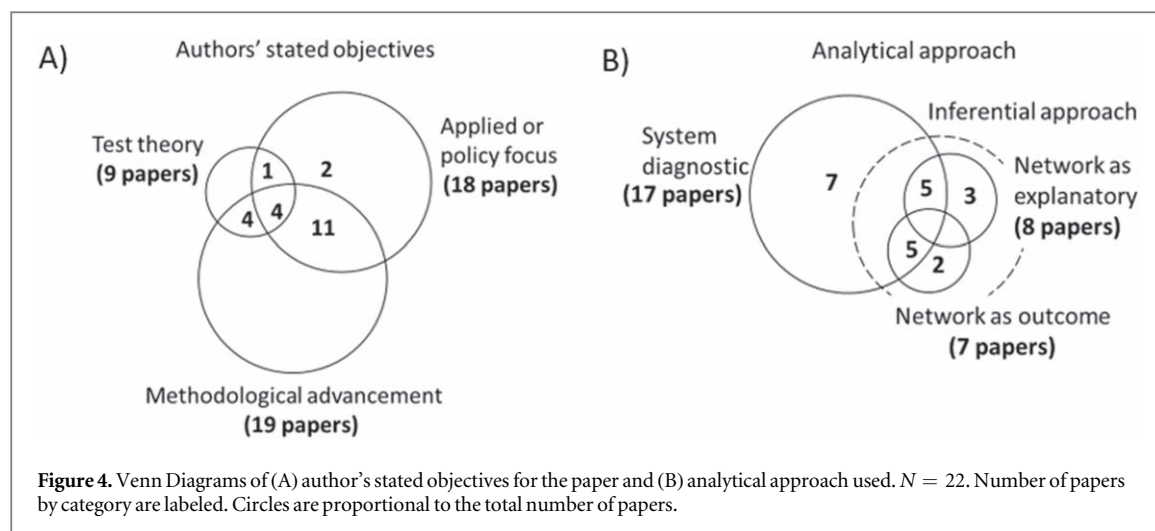 A)
Authors' stated objectives
Test theory
(9 papers)
Applied or
policy focus
(18 papers)
1
2
4
4
11
Methodological advancement
(19 papers)
B)
Analytical approach
Inferential approach
System
diagnostic
(17 papers)
Network as
explanatory
(8 papers)
7
5
3
5
2
Network as outcome
(7 papers)
Figure 4. Venn Diagrams of (A) author's stated objectives for the paper and (B) analytical approach used. N = 22. Number of papers
by category are labeled. Circles are proportional to the total number of papers.